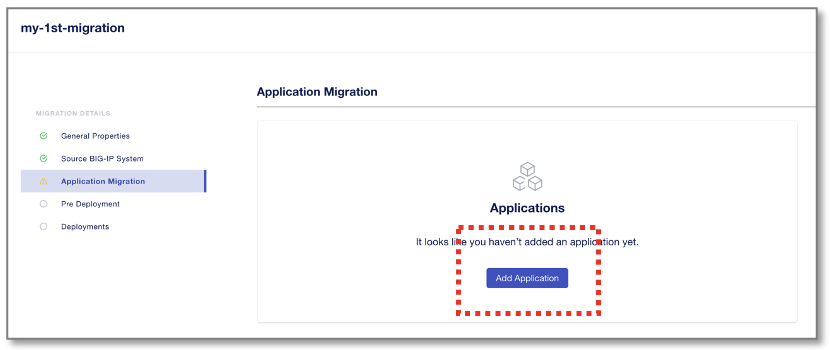 my-1st-migration
Application Migration
MIGRATION DETAILS
General Properties
Source BIG-IP System
Application Migration
Pre Deployment
Deployments
Applications
It looks like you haven't added an application yet.
Add Application